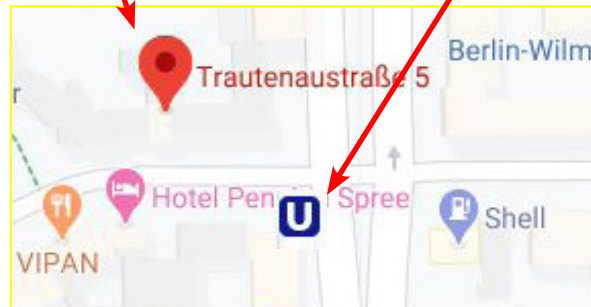 Berlin-Wilm
Trautenaustraße 5
r
Hotel Pen Spree
U
Shell
VIPAN